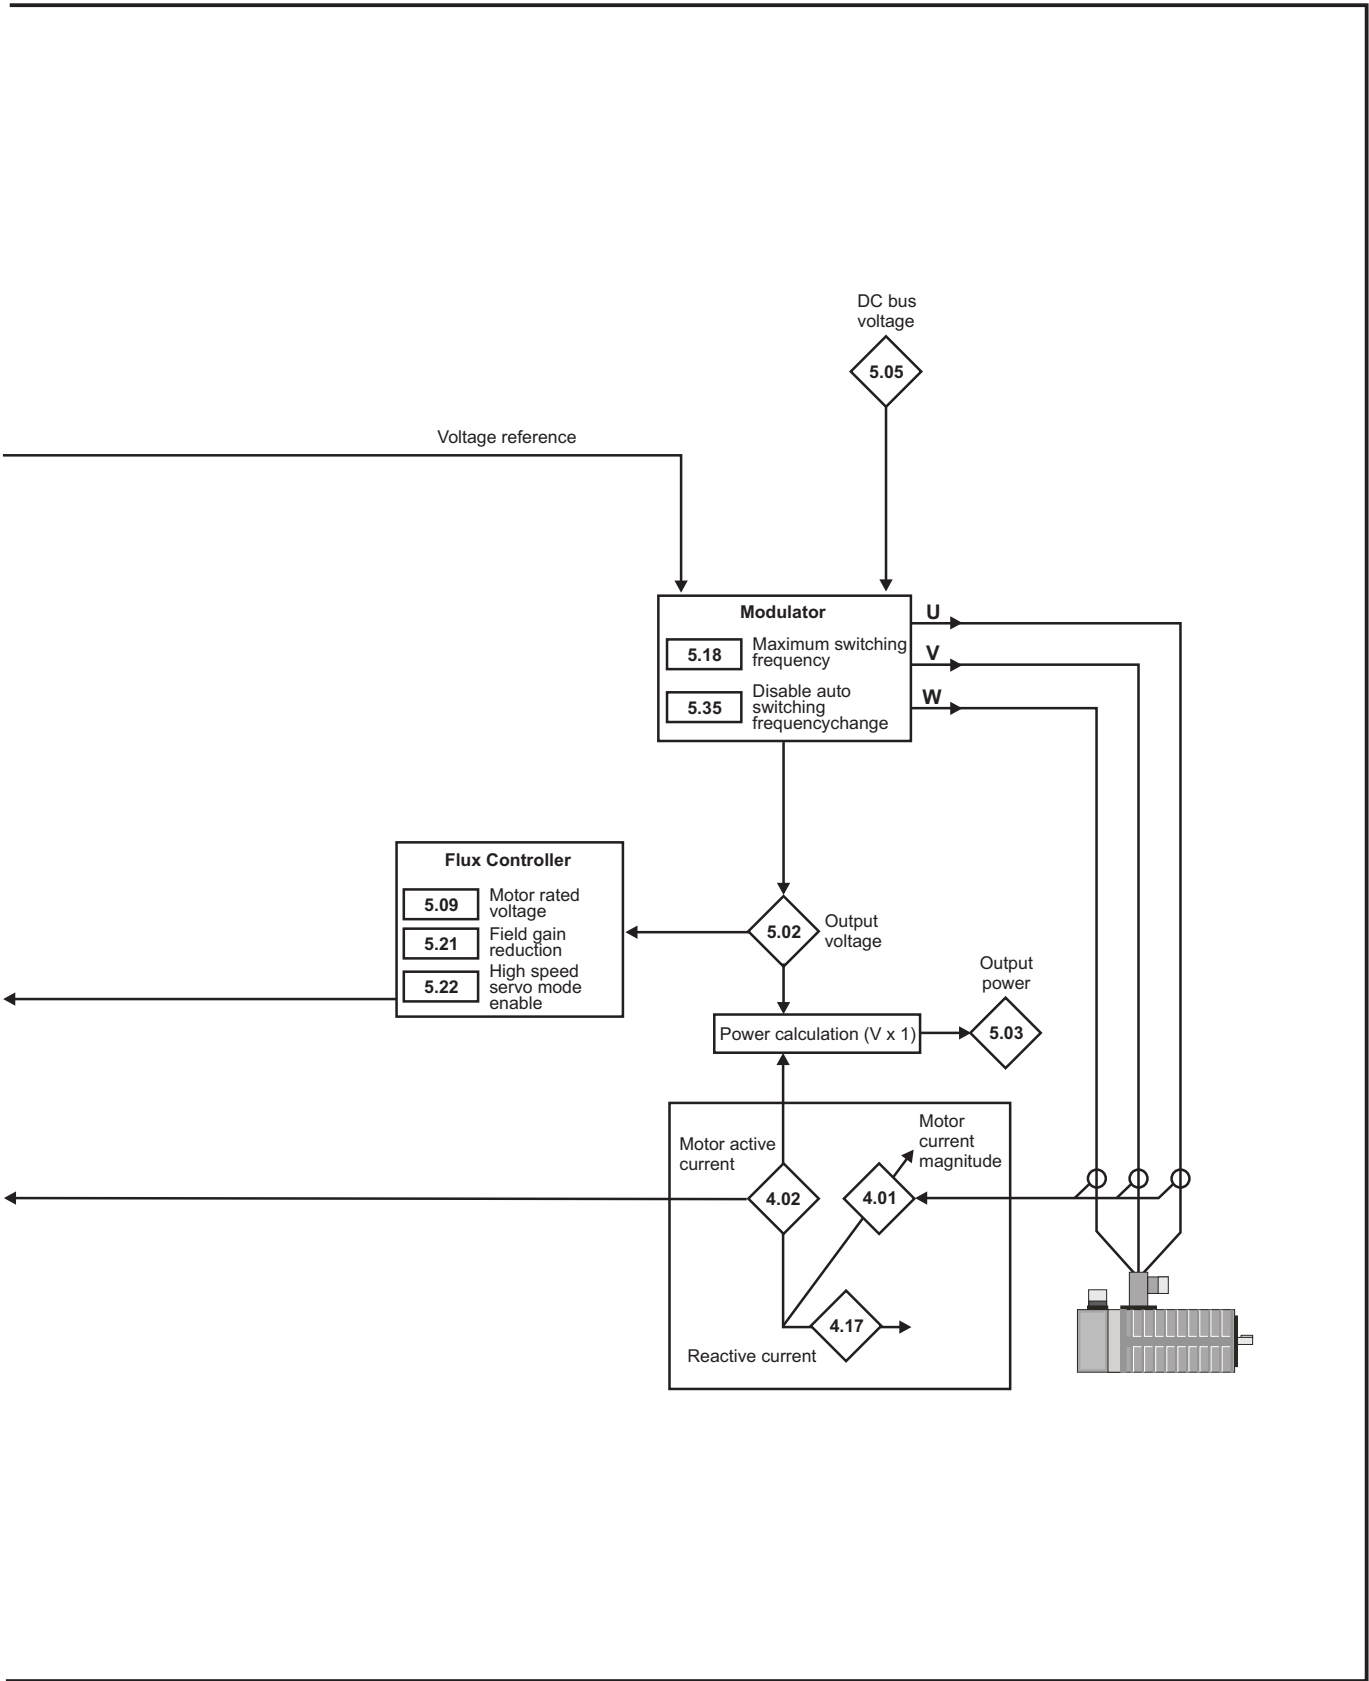 DC bus
voltage
5.05
Voltage reference
Modulator
5.18
Maximum switching
frequency
5.35
Disable auto
switching
frequencychange
U
V
W
Flux Controller
5.09
Motor rated
voltage
5.21
Field gain
reduction
5.22
High speed
servo mode
enable
5.02
Output
voltage
Output
power
Power calculation (V x 1)
5.03
Motor active
current
Motor
current
magnitude
4.02
4.01
4.17
Reactive current